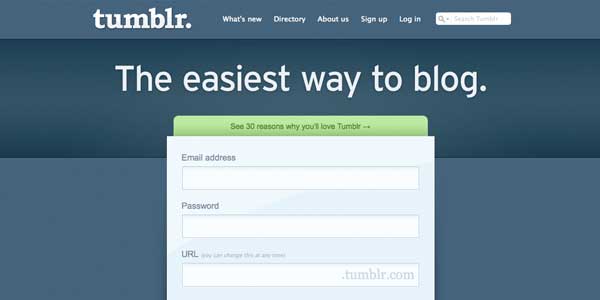 tumblr. What's new Directory About us Sign up Log in Search Tumblr
The easiest way to blog.
See 30 reasons why you'll love Tumblr →
Email address
Password
URL (you can change this at any time)
.tumblr.com